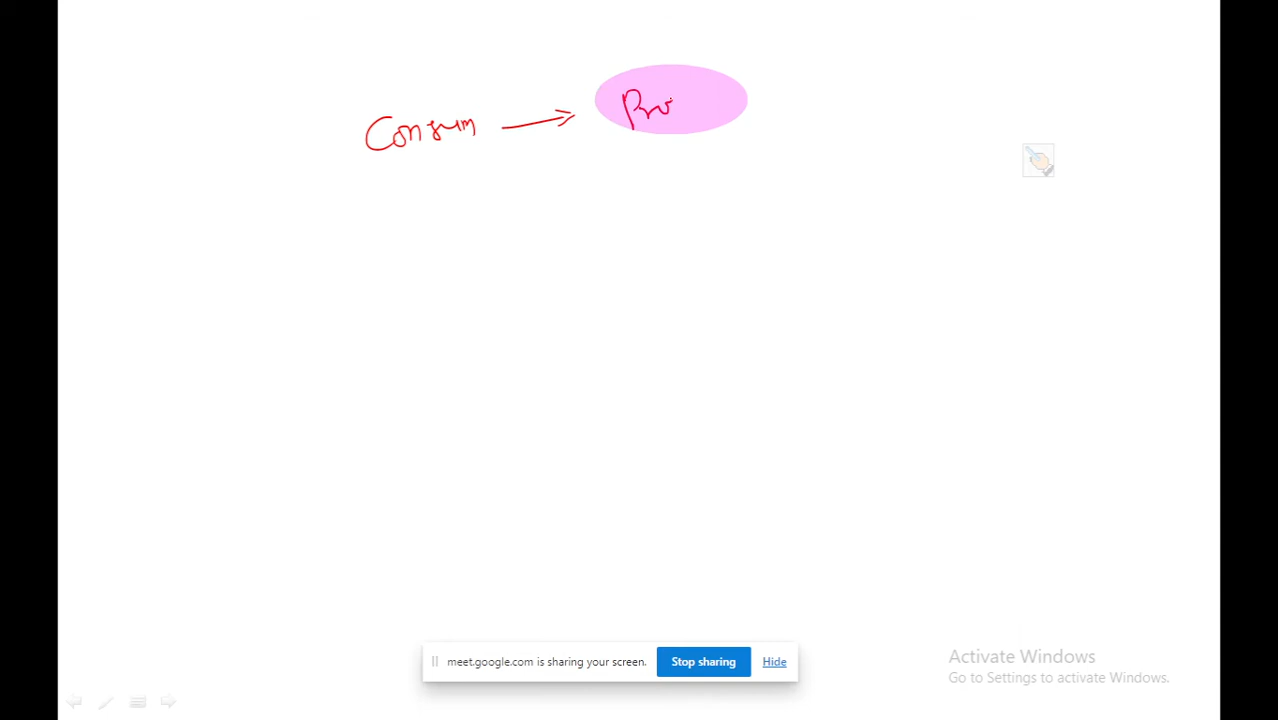 Consum → Pro
meet.google.com is sharing your screen. Stop sharing Hide
Activate Windows
Go to Settings to activate Windows.